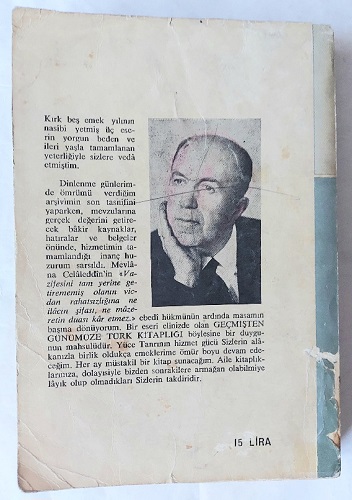 Kırk beş emek yılının
nasibi yetmiş üç ese-
rin yorgun beden ve
ileri yaşla tamamlanan
yeterliğiyle sizlere vedâ
etmiştim.
Dinlenme günlerim-
de ömrümü verdiğim
arşivimin son tasnifini
yaparken, mevzularına
gerçek değerini getire-
cek bâkir kaynaklar,
hatıralar ve belgeler
önünde, hizmetimin ta-
mamlandığı inanç hu-
zurum sarsıldı. Mevlâ-
na Celâleddin'in «Va-
zifesini tam yerine ge-
tirememiş olanın vic-
dan rahatsızlığına ne
ilâcın şifası, ne mâze-
retin duası kâr etmez.» ebedî hükmünün ardında masamın
başına dönüyorum. Bir eseri elinizde olan GEÇMİŞTEN
GÜNÜMÜZE TÜRK KİTAPLIĞI böylesine bir duygu-
nun mahsulüdür. Yüce Tanrının hizmet gücü Sizlerin alâ-
kanızla birlik oldukça emeklerime ömür boyu devam ede-
ceğim. Her ay müstakil bir kitap sunacağım. Aile kitaplık-
larınıza, dolayısiyle bizden sonrakilere armağan olabilmiye
lâyık olup olmadıkları Sizlerin takdiridir.
15 LİRA